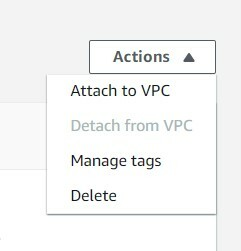 Actions
Attach to VPC
Detach from VPC
Manage tags
Delete